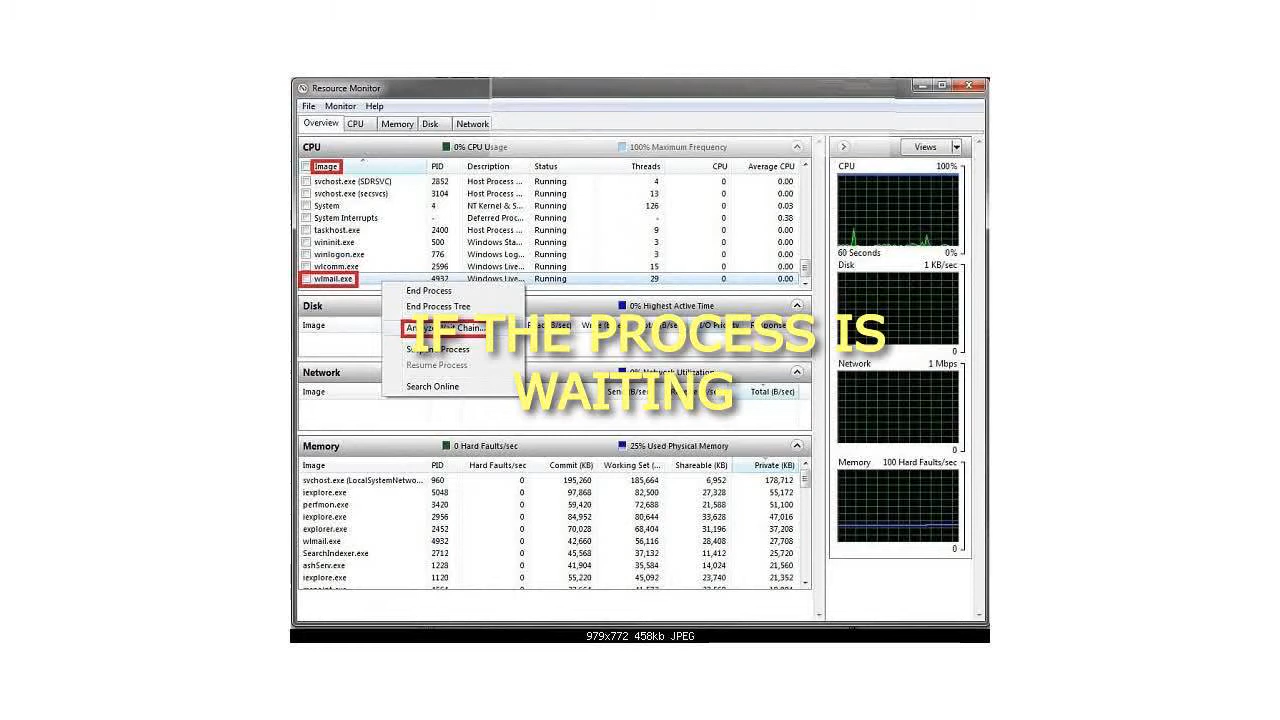 Resource Monitor
File Monitor Help
Overview CPU Memory Disk Network
CPU 0% CPU Usage 100% Maximum Frequency
Image PID Description Status Threads CPU Average CPU
svchost.exe (SDRSVC) 2852 Host Process ... Running 4 0 0.00
svchost.exe (secsvcs) 3104 Host Process ... Running 13 0 0.00
System 4 NT Kernel & S... Running 126 0 0.03
System Interrupts - Deferred Proc... Running - 0 0.38
taskhost.exe 2400 Host Process ... Running 9 0 0.00
wininit.exe 500 Windows Sta... Running 3 0 0.00
winlogon.exe 776 Windows Log... Running 3 0 0.00
wlcomm.exe 2596 Windows Live... Running 15 0 0.00
wlmail.exe 4932 Windows Live... Running 29 0 0.00
End Process
End Process Tree
Process
Resume Process
Search Online
Disk 0% Highest Active Time
Image
IF THE PROCESS IS
WAITING
Network
Image Total (B/sec)
Memory 0 Hard Faults/sec 25% Used Physical Memory
Image PID Hard Faults/sec Commit (KB) Working Set (... Shareable (KB) Private (KB)
svchost.exe (LocalSystemNetwo... 960 0 195,260 185,664 6,952 178,712
iexplore.exe 5048 0 97,868 82,500 27,328 55,172
perfmon.exe 3424 0 59,420 72,688 21,588 51,100
iexplore.exe 2956 0 84,952 80,644 33,628 47,016
explorer.exe 2452 0 70,028 68,404 31,196 37,208
wlmail.exe 4932 0 42,660 56,116 28,408 27,708
SearchIndexer.exe 2712 0 45,568 37,132 11,412 25,720
ashServ.exe 1228 0 41,904 35,584 14,024 21,560
iexplore.exe 1120 0 55,220 45,092 23,740 21,352
Views
CPU 100%
60 Seconds 0%
Disk 1 KB/sec
0
Network 1 Mbps
0
Memory 100 Hard Faults/sec
0
979x772 458kb JPEG